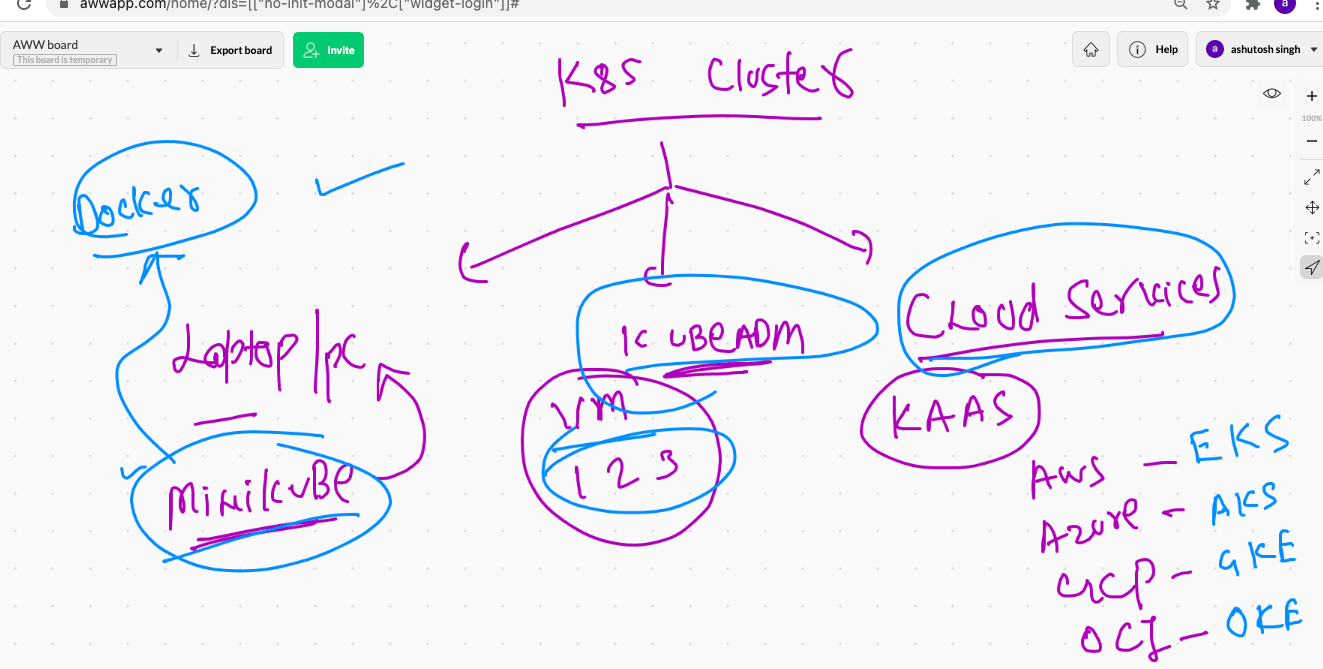 awwapp.com/home/?dis=[["no-init-modal"]%2C["widget-login"]]#
a
AWW board
This board is temporary
Export board
Invite
Help
a
ashutosh singh
100%
K8S Cluster
Docker
Laptop/pc
MinikuBe
KUBEADM
VM
1 2 3
CLoud Services
KAAS
Aws - EKS
Azure - AKS
GCP - GKE
OCI - OKE